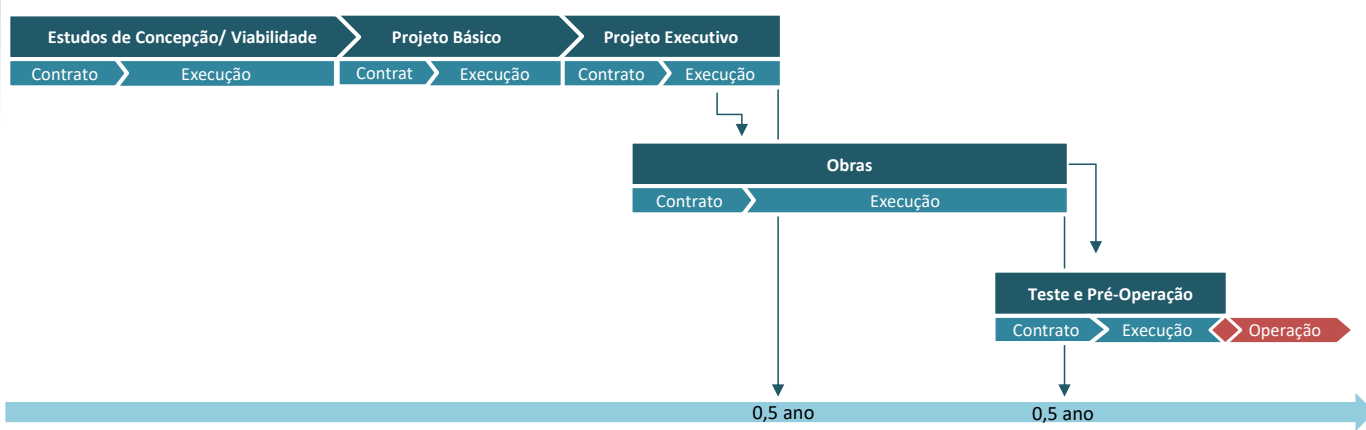 Estudos de Concepção/ Viabilidade
Projeto Básico
Projeto Executivo
Contrato
Execução
Contrat
Execução
Contrato
Execução
Obras
Contrato
Execução
Teste e Pré-Operação
Contrato
Execução
Operação
0,5 ano
0,5 ano